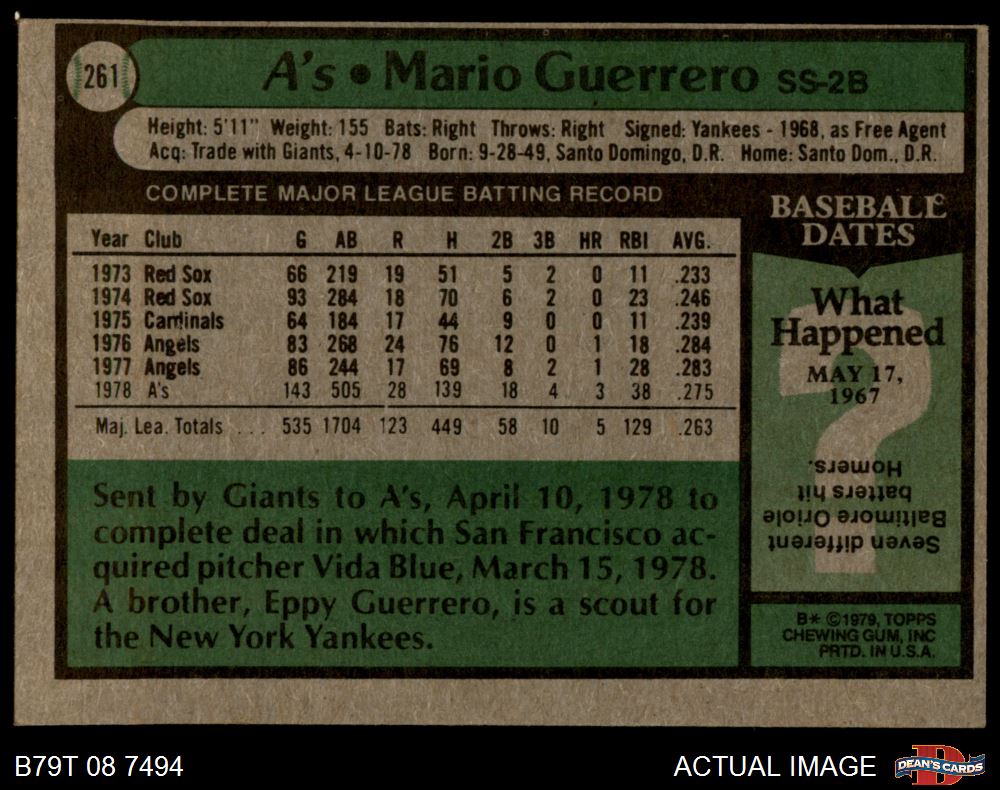 261
A's • Mario Guerrero SS-2B
Height: 5'11" Weight: 155 Bats: Right Throws: Right Signed: Yankees - 1968, as Free Agent
Acq: Trade with Giants, 4-10-78 Born: 9-28-49, Santo Domingo, D.R. Home: Santo Dom., D.R.
COMPLETE MAJOR LEAGUE BATTING RECORD
Year Club G AB R H 2B 3B HR RBI AVG.
1973 Red Sox 66 219 19 51 5 2 0 11 .233
1974 Red Sox 93 284 18 70 6 2 0 23 .246
1975 Cardinals 64 184 17 44 9 0 0 11 .239
1976 Angels 83 268 24 76 12 0 1 18 .284
1977 Angels 86 244 17 69 8 2 1 28 .283
1978 A's 143 505 28 139 18 4 3 38 .275
Maj. Lea. Totals ... 535 1704 123 449 58 10 5 129 .263
Sent by Giants to A's, April 10, 1978 to
complete deal in which San Francisco ac-
quired pitcher Vida Blue, March 15, 1978.
A brother, Eppy Guerrero, is a scout for
the New York Yankees.
BASEBALL
DATES
What
Happened
MAY 17,
1967
?
Seven different
Baltimore Oriole
batters hit
Homers.
B* ©1979, TOPPS
CHEWING GUM, INC
PRTD. IN U.S.A.
B79T 08 7494
ACTUAL IMAGE
DEAN'S CARDS